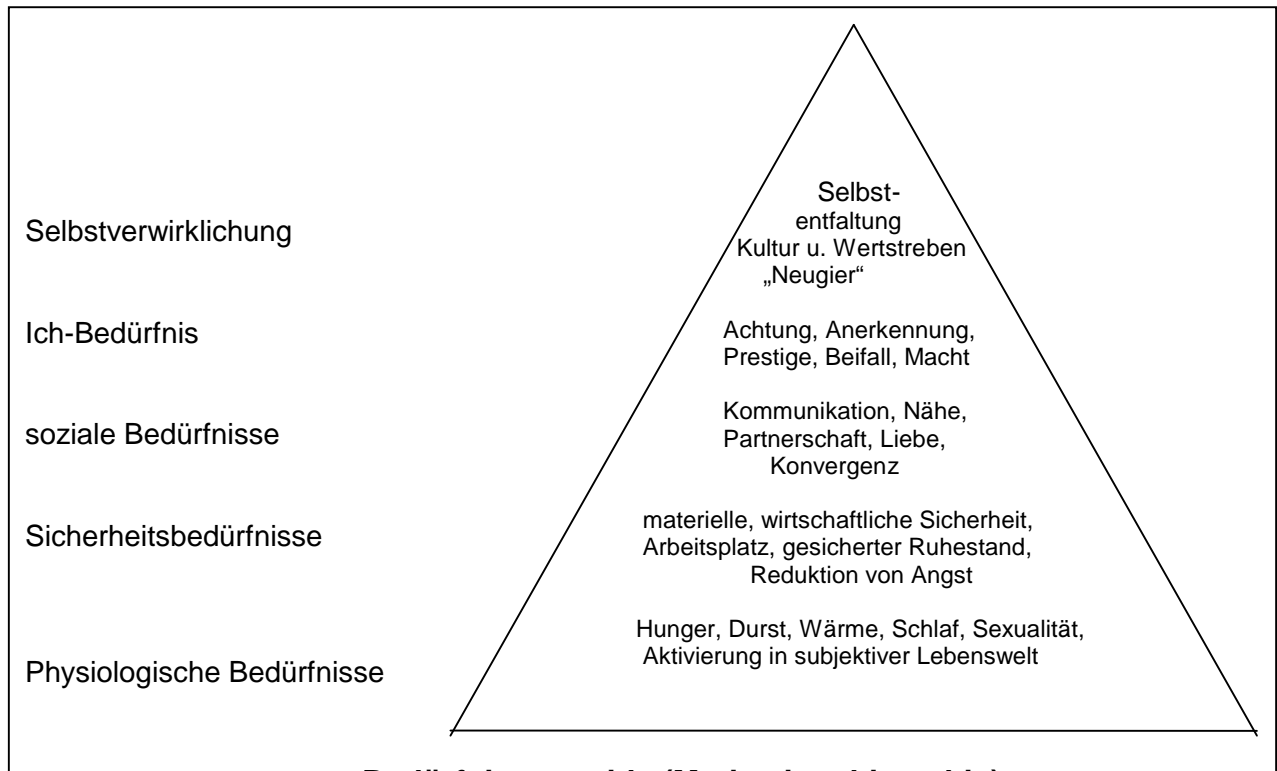 Selbstverwirklichung
Selbst-
entfaltung
Kultur u. Wertstreben
„Neugier“
Ich-Bedürfnis
Achtung, Anerkennung,
Prestige, Beifall, Macht
soziale Bedürfnisse
Kommunikation, Nähe,
Partnerschaft, Liebe,
Konvergenz
Sicherheitsbedürfnisse
materielle, wirtschaftliche Sicherheit,
Arbeitsplatz, gesicherter Ruhestand,
Reduktion von Angst
Physiologische Bedürfnisse
Hunger, Durst, Wärme, Schlaf, Sexualität,
Aktivierung in subjektiver Lebenswelt